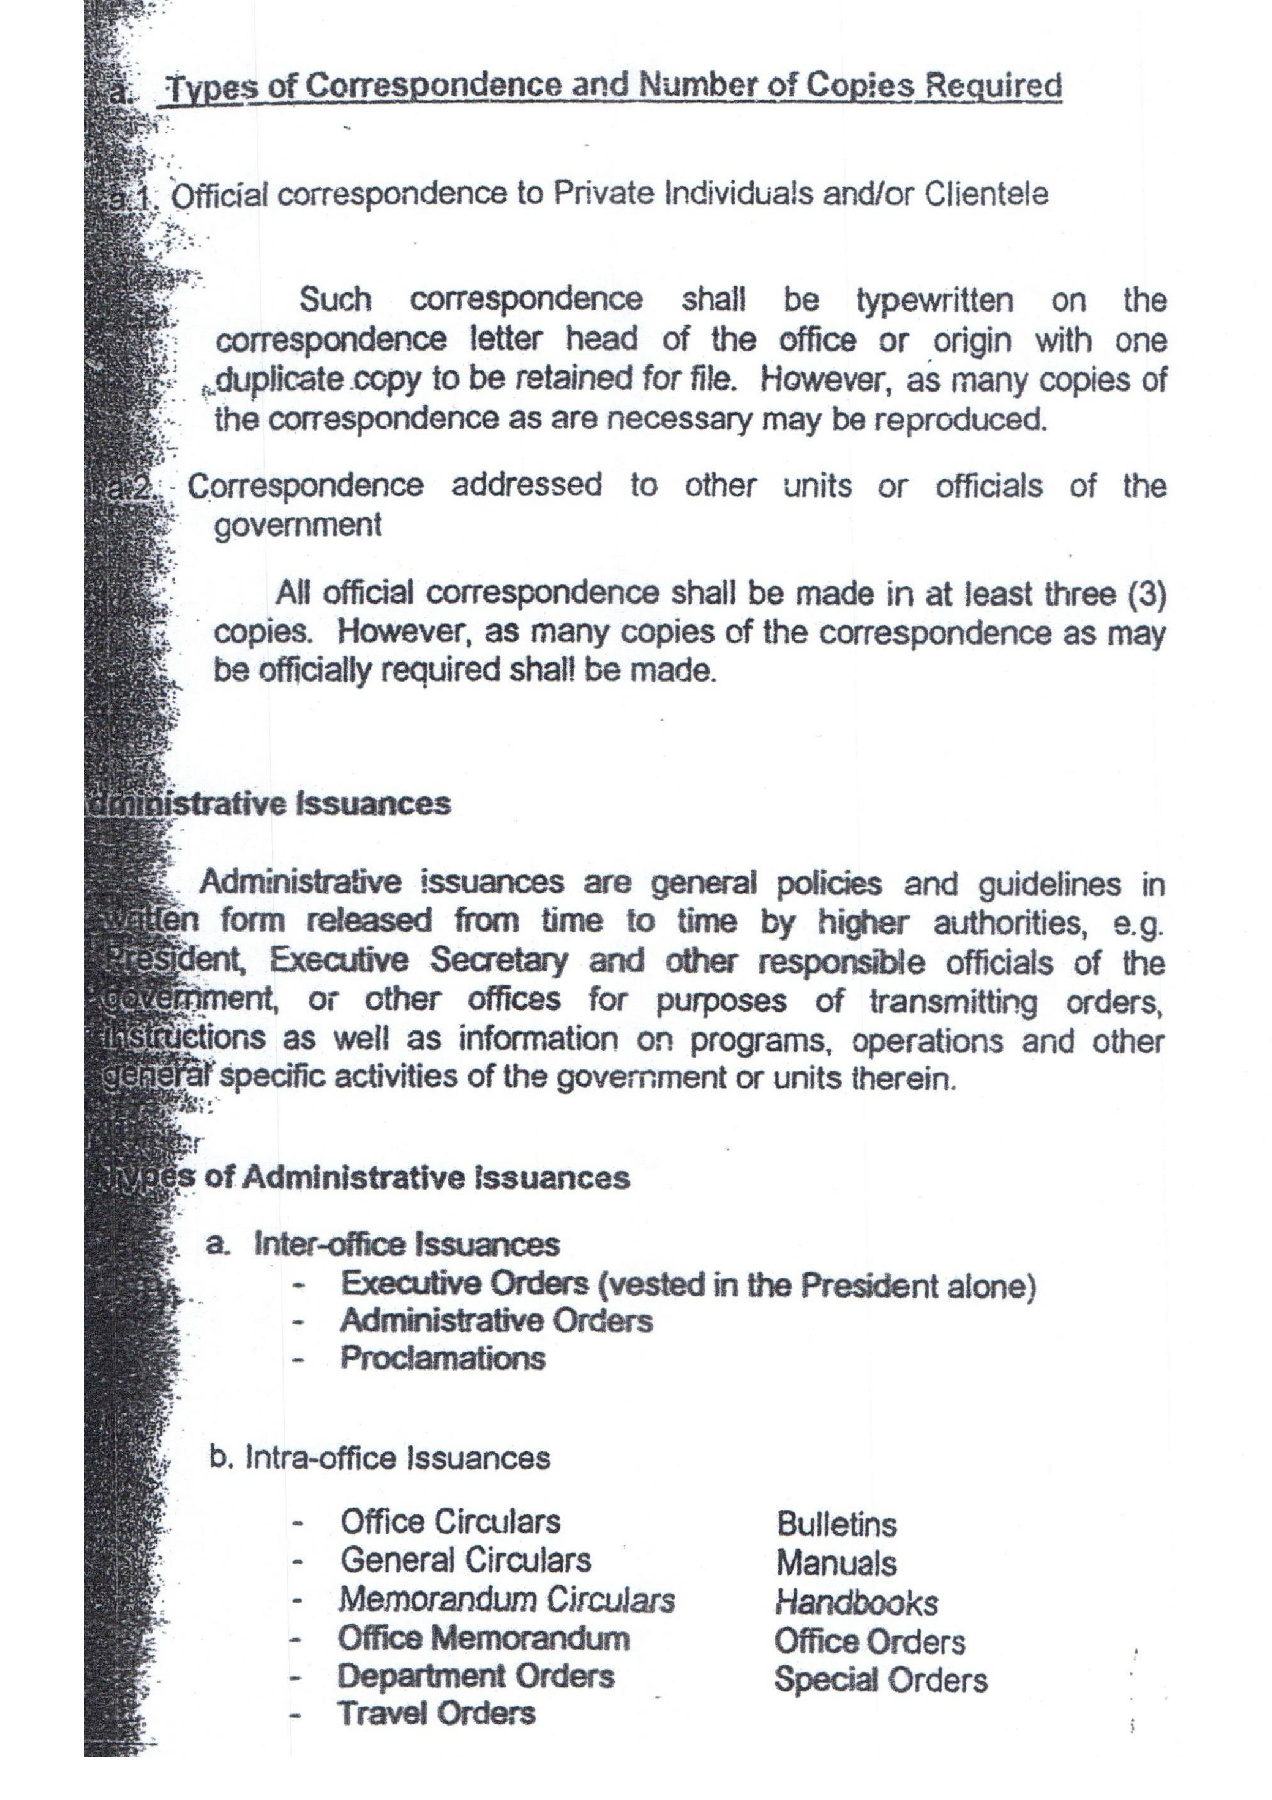 a. Types of Correspondence and Number of Copies Required
a.1. Official correspondence to Private Individuals and/or Clientele
Such correspondence shall be typewritten on the
correspondence letter head of the office or origin with one
duplicate copy to be retained for file. However, as many copies of
the correspondence as are necessary may be reproduced.
a.2. Correspondence addressed to other units or officials of the
government
All official correspondence shall be made in at least three (3)
copies. However, as many copies of the correspondence as may
be officially required shall be made.
dministrative Issuances
Administrative issuances are general policies and guidelines in
written form released from time to time by higher authorities, e.g.
President, Executive Secretary and other responsible officials of the
government, or other offices for purposes of transmitting orders,
instructions as well as information on programs, operations and other
general specific activities of the government or units therein.
Types of Administrative Issuances
a. Inter-office Issuances
- Executive Orders (vested in the President alone)
- Administrative Orders
- Proclamations
b. Intra-office Issuances
- Office Circulars Bulletins
- General Circulars Manuals
- Memorandum Circulars Handbooks
- Office Memorandum Office Orders
- Department Orders Special Orders
- Travel Orders